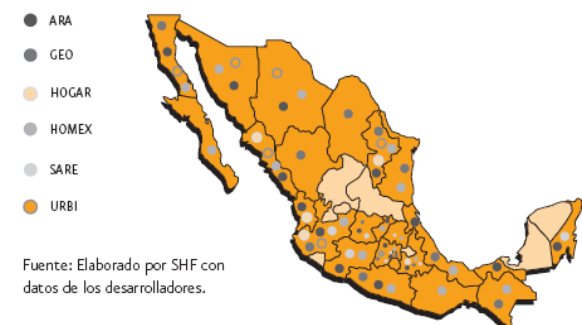 ARA
GEO
HOGAR
HOMEX
SARE
URBI
Fuente: Elaborado por SHF con
datos de los desarrolladores.